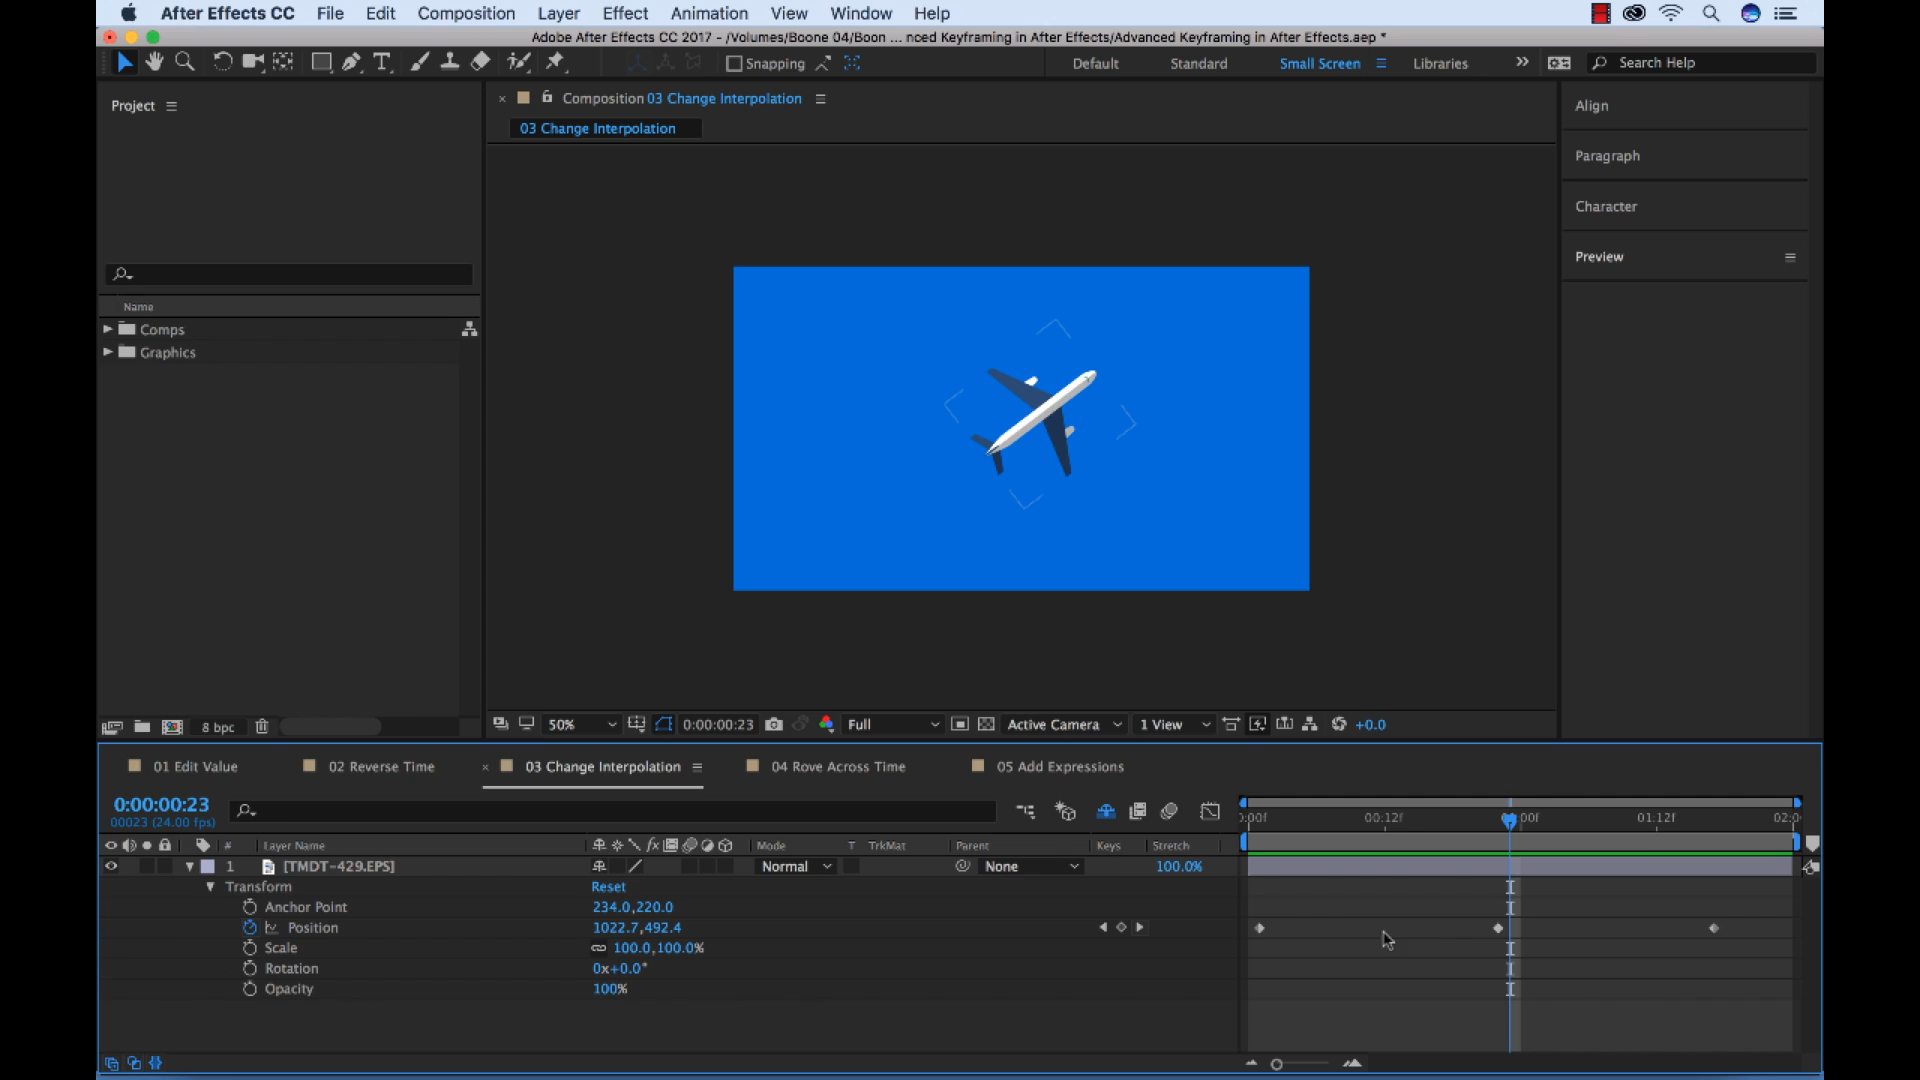 After Effects CC File Edit Composition Layer Effect Animation View Window Help
Adobe After Effects CC 2017 - /Volumes/Boone 04/Boon ... nced Keyframing in After Effects/Advanced Keyframing in After Effects.aep *
Snapping Default Standard Small Screen Libraries Search Help
Project
Composition 03 Change Interpolation
03 Change Interpolation
Align
Paragraph
Character
Preview
Name
Comps
Graphics
8 bpc
50% 0:00:00:23 Full Active Camera 1 View +0.0
01 Edit Value 02 Reverse Time 03 Change Interpolation 04 Rove Across Time 05 Add Expressions
0:00:00:23
00023 (24.00 fps)
00:12f 00f 01:12f
# Layer Name Mode T TrkMat Parent Keys Stretch
1 [TMDT-429.EPS] Normal None 100.0%
Transform Reset
Anchor Point 234.0,220.0
Position 1022.7,492.4
Scale 100.0,100.0%
Rotation 0x+0.0°
Opacity 100%